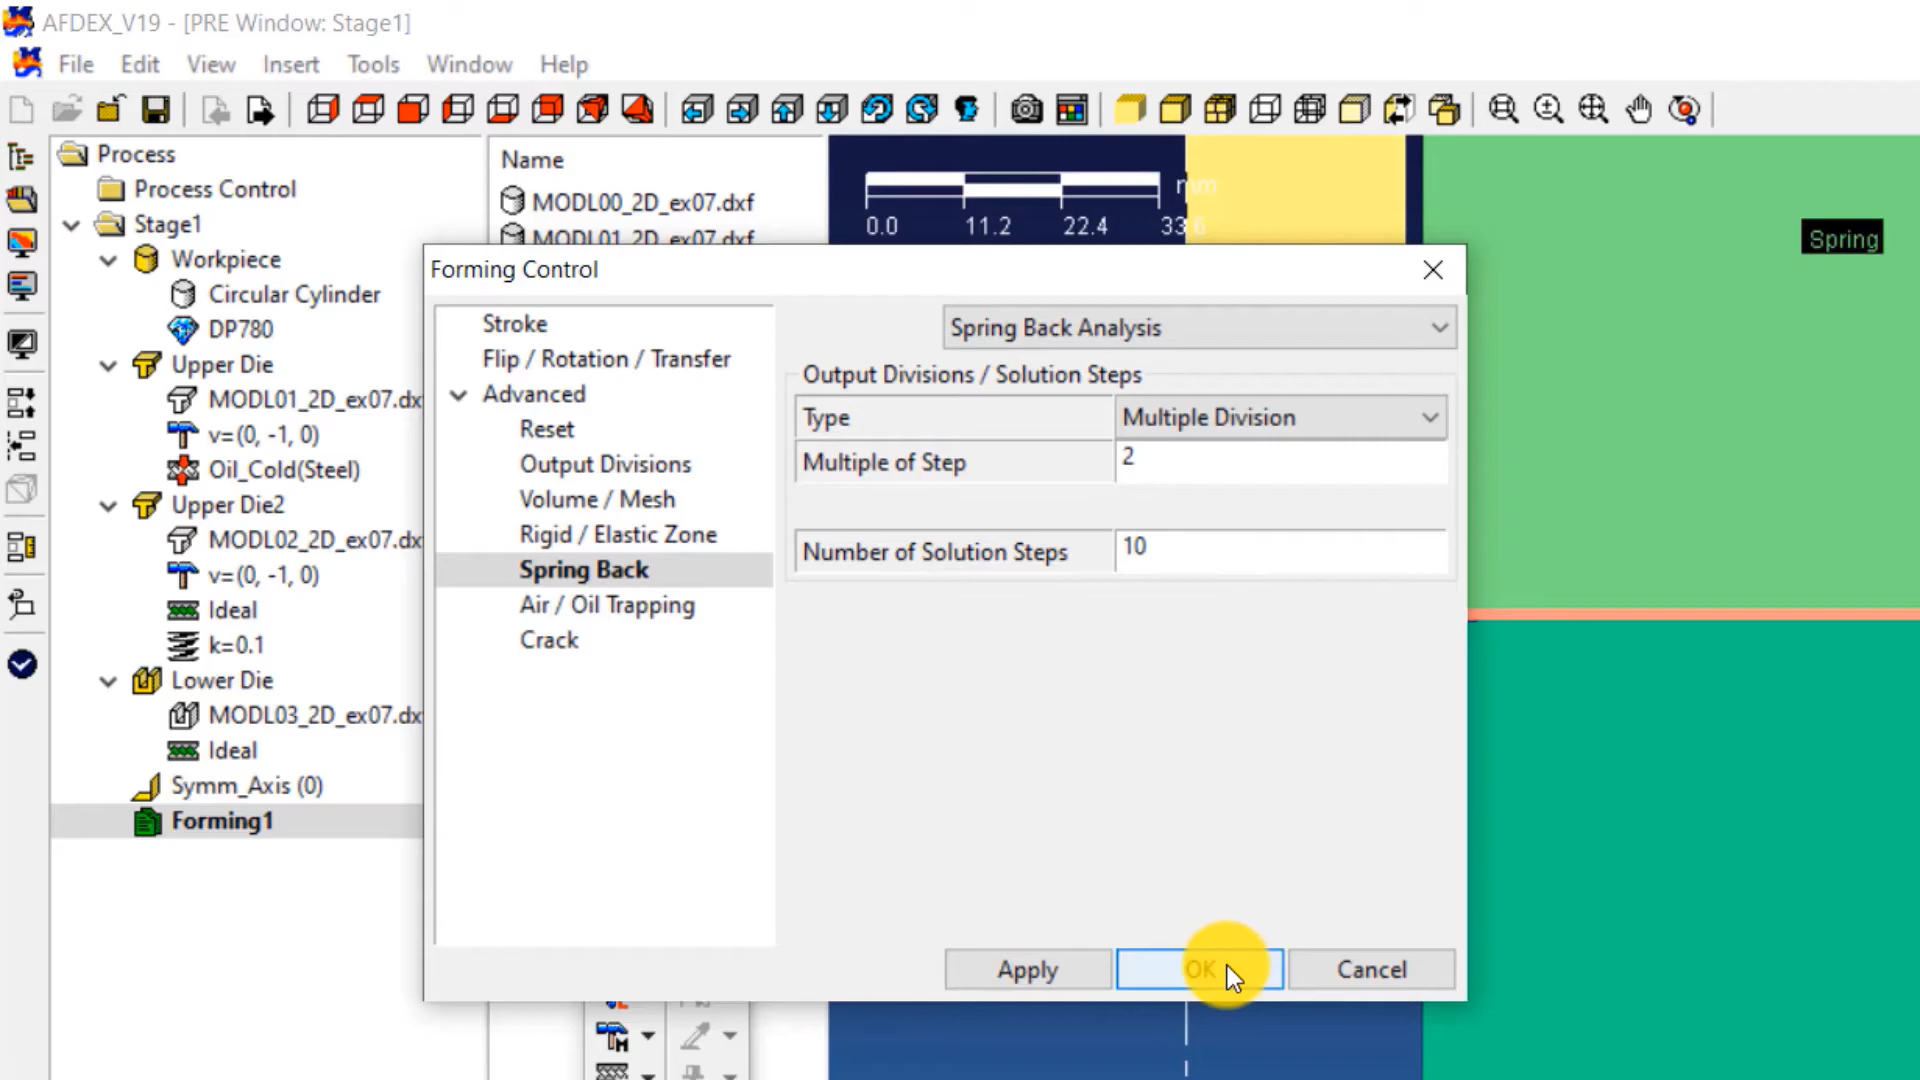 AFDEX_V19 - [PRE Window: Stage1]
File Edit View Insert Tools Window Help
Process
Process Control
Stage1
Workpiece
Circular Cylinder
DP780
Upper Die
MODL01_2D_ex07.dx
v=(0, -1, 0)
Oil_Cold(Steel)
Upper Die2
MODL02_2D_ex07.dx
v=(0, -1, 0)
Ideal
k=0.1
Lower Die
MODL03_2D_ex07.dx
Ideal
Symm_Axis (0)
Forming1
Name
MODL00_2D_ex07.dxf
MODL01_2D_ex07.dxf
mm
0.0 11.2 22.4 33.6
Spring
Forming Control
Stroke
Flip / Rotation / Transfer
Advanced
Reset
Output Divisions
Volume / Mesh
Rigid / Elastic Zone
Spring Back
Air / Oil Trapping
Crack
Spring Back Analysis
Output Divisions / Solution Steps
Type Multiple Division
Multiple of Step 2
Number of Solution Steps 10
Apply OK Cancel